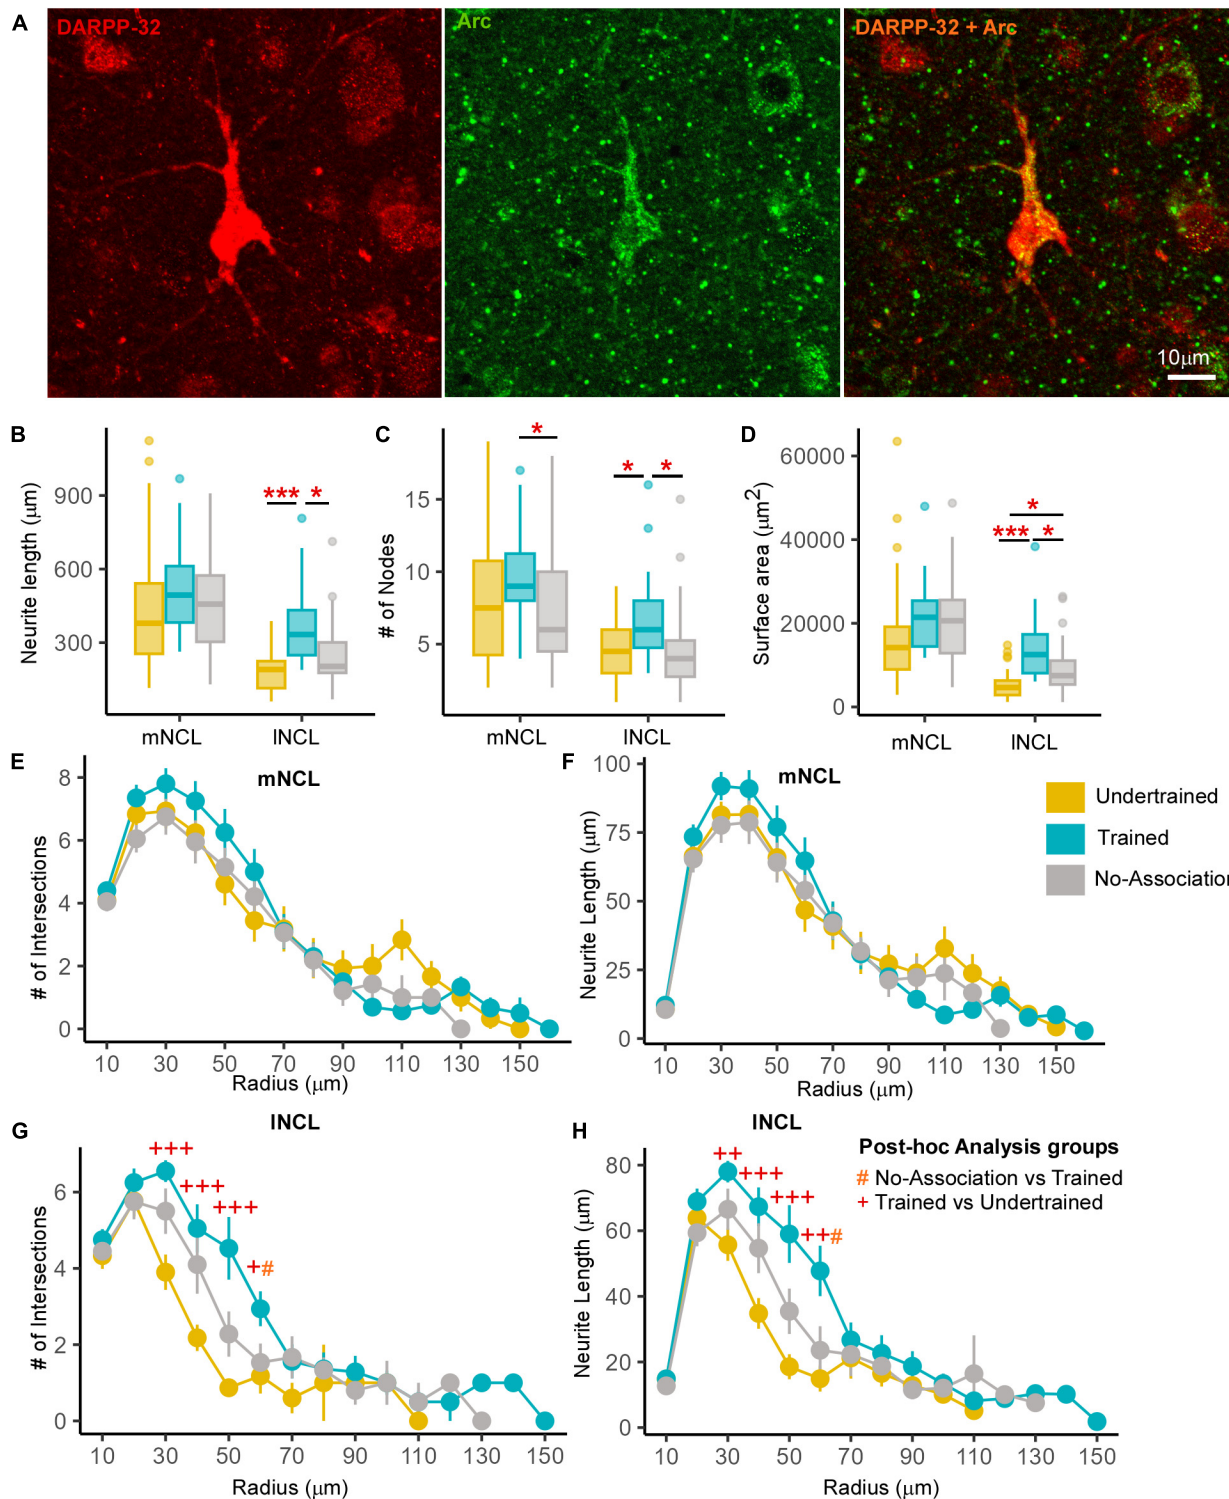 A
DARPP-32
Arc
DARPP-32 + Arc
10μm
B
Neurite length (μm)
900
600
300
*** *
mNCL lNCL
C
# of Nodes
15
10
5
*
* *
mNCL lNCL
D
Surface area (μm2)
60000
40000
20000
0
*
*** *
mNCL lNCL
E
mNCL
# of Intersections
8
6
4
2
0
10 30 50 70 90 110 130 150
Radius (μm)
F
mNCL
Neurite Length (μm)
100
75
50
25
0
10 30 50 70 90 110 130 150
Radius (μm)
Undertrained
Trained
No-Association
G
lNCL
# of Intersections
6
4
2
0
+++
+++
+++
+#
10 30 50 70 90 110 130 150
Radius (μm)
H
lNCL
Neurite Length (μm)
80
60
40
20
0
++
+++
+++
++#
10 30 50 70 90 110 130 150
Radius (μm)
Post-hoc Analysis groups
# No-Association vs Trained
+ Trained vs Undertrained